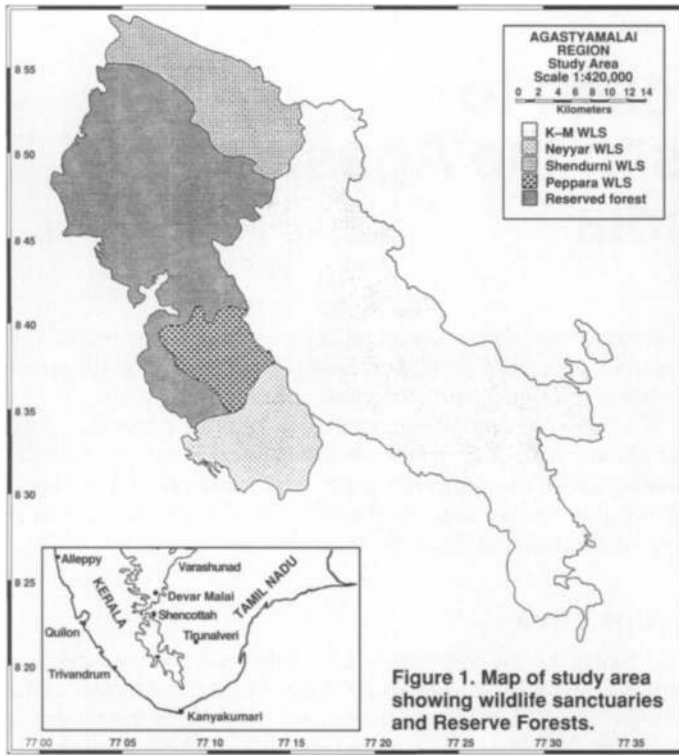 AGASTYAMALAI
REGION
Study Area
Scale 1:420,000
0 2 4 6 8 10 12 14
Kilometers
K–M WLS
Neyyar WLS
Shendurni WLS
Peppara WLS
Reserved forest
8 55
8 50
8 45
8 40
8 35
8 30
8 25
8 20
Alleppy
Varashunad
KERALA
Devar Malai
Shencottah
TAMIL NADU
Quilon
Tirunalveri
Trivandrum
Kanyakumari
Figure 1. Map of study area
showing wildlife sanctuaries
and Reserve Forests.
77 00 77 05 77 10 77 15 77 20 77 25 77 30 77 35